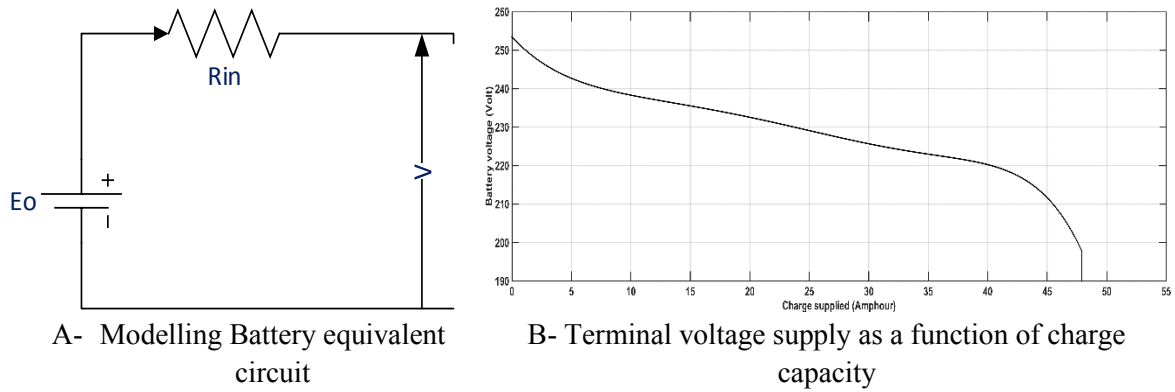 Rin
Eo
+
-
V
260
250
240
230
220
210
200
190
0 5 10 15 20 25 30 35 40 45 50 55
Battery voltage (Volt)
Charge supplied (Amphour)
A- Modelling Battery equivalent
circuit
B- Terminal voltage supply as a function of charge
capacity